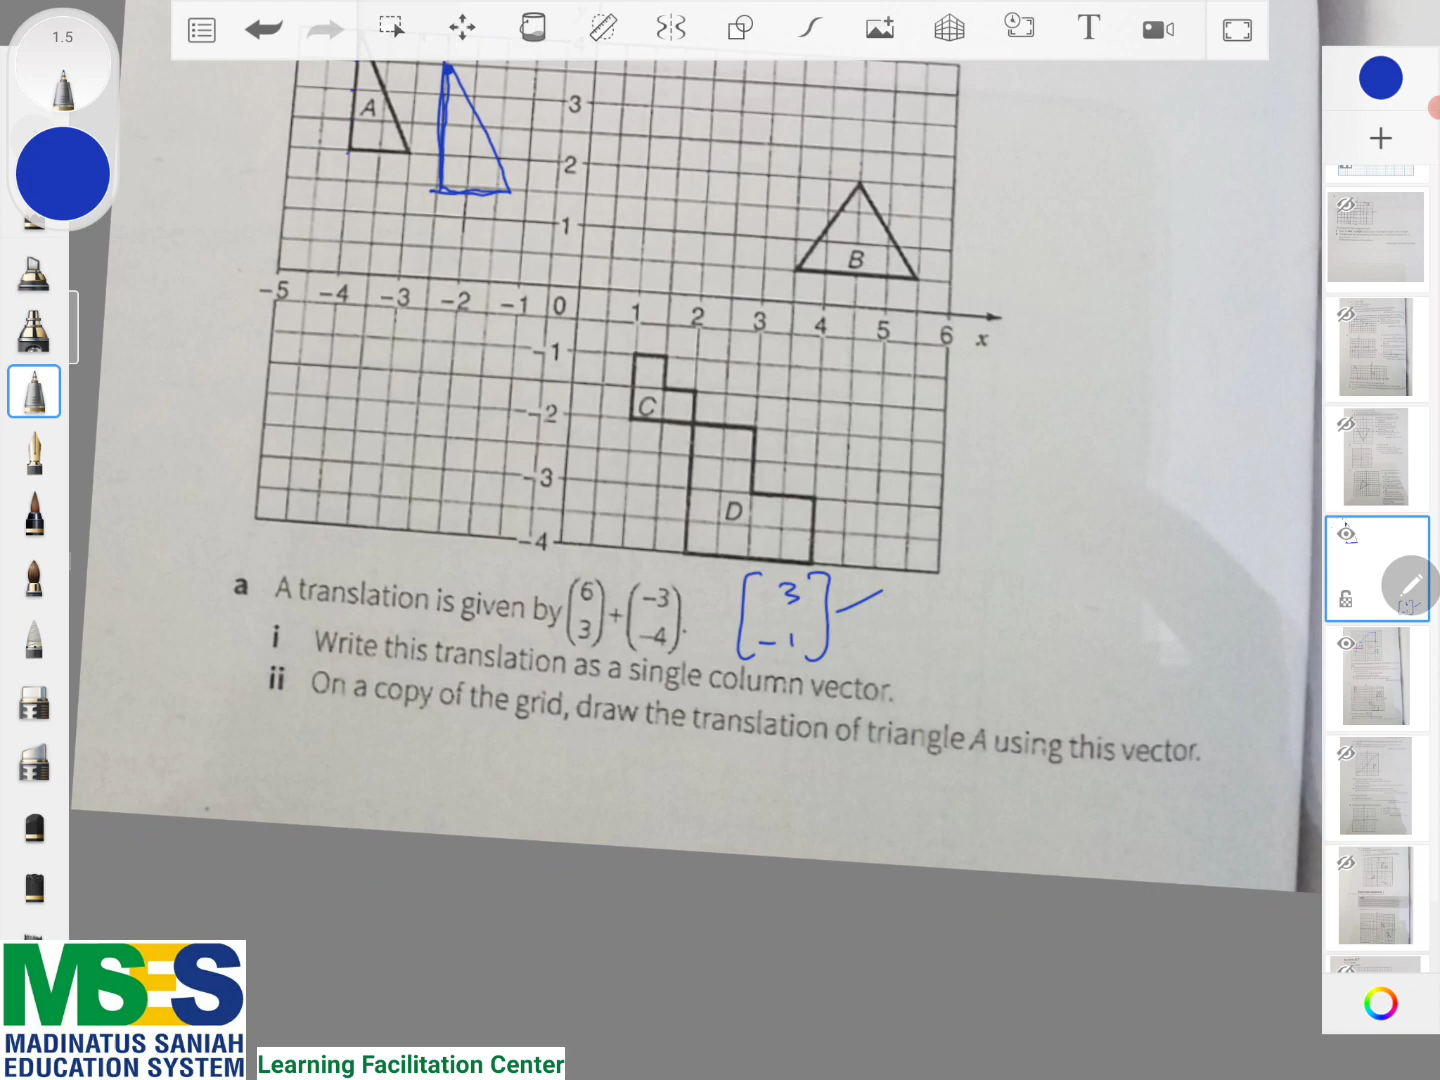 1.5
T
A
3
2
1
B
-5 -4 -3 -2 -1 0 1 2 3 4 5 6 x
-1
C
-2
-3
D
-4
a A translation is given by (6 3) + (-3 -4). [3 -1]
i Write this translation as a single column vector.
ii On a copy of the grid, draw the translation of triangle A using this vector.
MSES
MADINATUS SANIAH
EDUCATION SYSTEM
Learning Facilitation Center